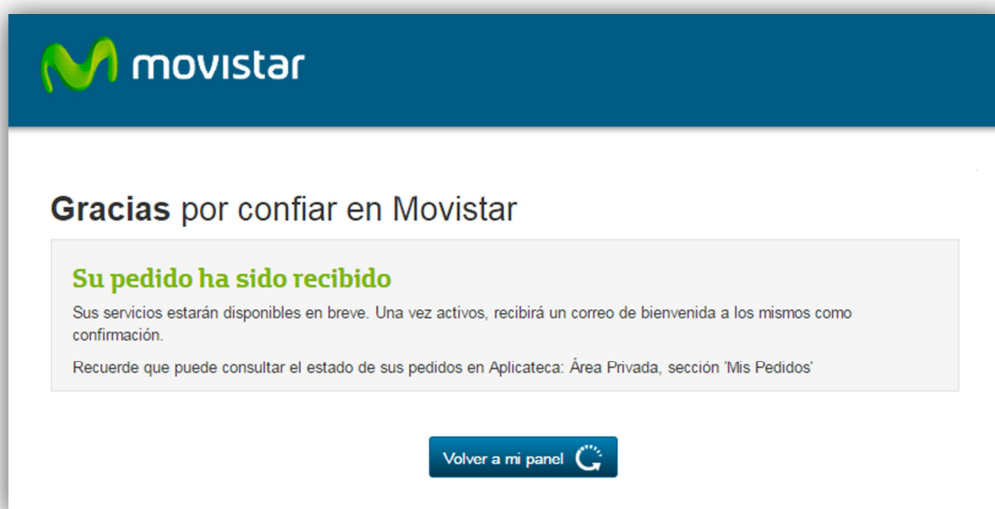 movistar
Gracias por confiar en Movistar
Su pedido ha sido recibido
Sus servicios estarán disponibles en breve. Una vez activos, recibirá un correo de bienvenida a los mismos como
confirmación.
Recuerde que puede consultar el estado de sus pedidos en Aplicateca: Área Privada, sección 'Mis Pedidos'
Volver a mi panel